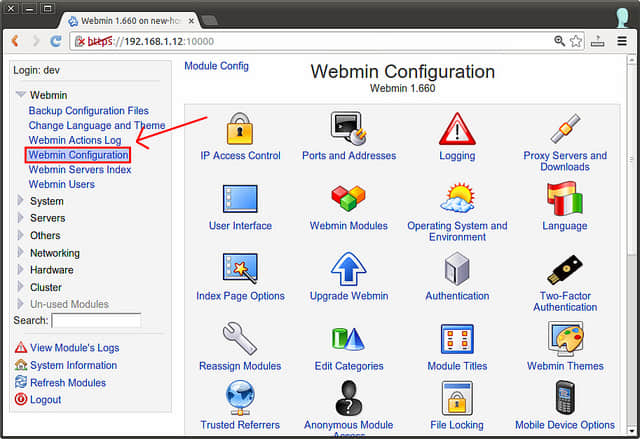 Webmin 1.660 on new-ho
https://192.168.1.12:10000
Login: dev
Webmin
Backup Configuration Files
Change Language and Theme
Webmin Actions Log
Webmin Configuration
Webmin Servers Index
Webmin Users
System
Servers
Others
Networking
Hardware
Cluster
Un-used Modules
Search:
View Module's Logs
System Information
Refresh Modules
Logout
Module Config
Webmin Configuration
Webmin 1.660
IP Access Control
Ports and Addresses
Logging
Proxy Servers and
Downloads
User Interface
Webmin Modules
Operating System and
Environment
Language
Index Page Options
Upgrade Webmin
Authentication
Two-Factor
Authentication
Reassign Modules
Edit Categories
Module Titles
Webmin Themes
Trusted Referrers
Anonymous Module
Access
File Locking
Mobile Device Options